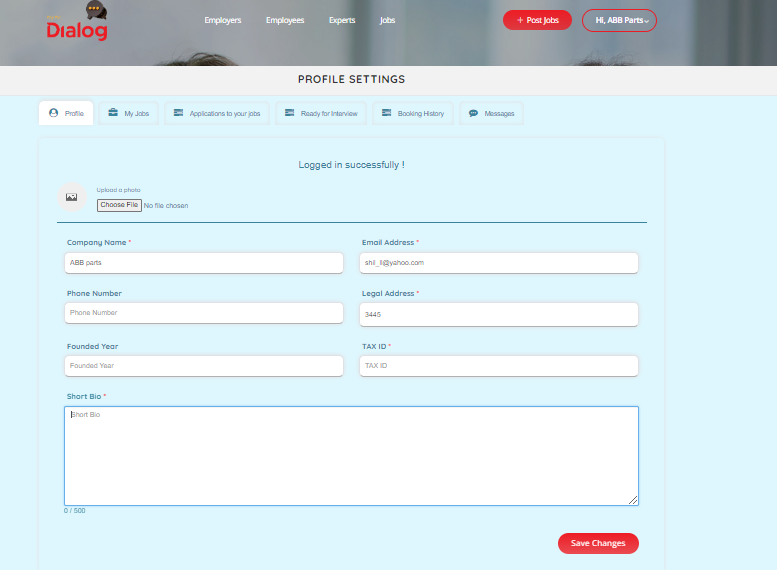 Dialog
Employers Employees Experts Jobs
+ Post Jobs
Hi, ABB Parts
PROFILE SETTINGS
Profile
My Jobs
Applications to your jobs
Ready for Interview
Booking History
Messages
Logged in successfully !
Upload a photo
Choose File No file chosen
Company Name * Email Address *
ABB parts shil_ll@yahoo.com
Phone Number Legal Address *
Phone Number 3445
Founded Year TAX ID *
Founded Year TAX ID
Short Bio *
Short Bio
0 / 500
Save Changes